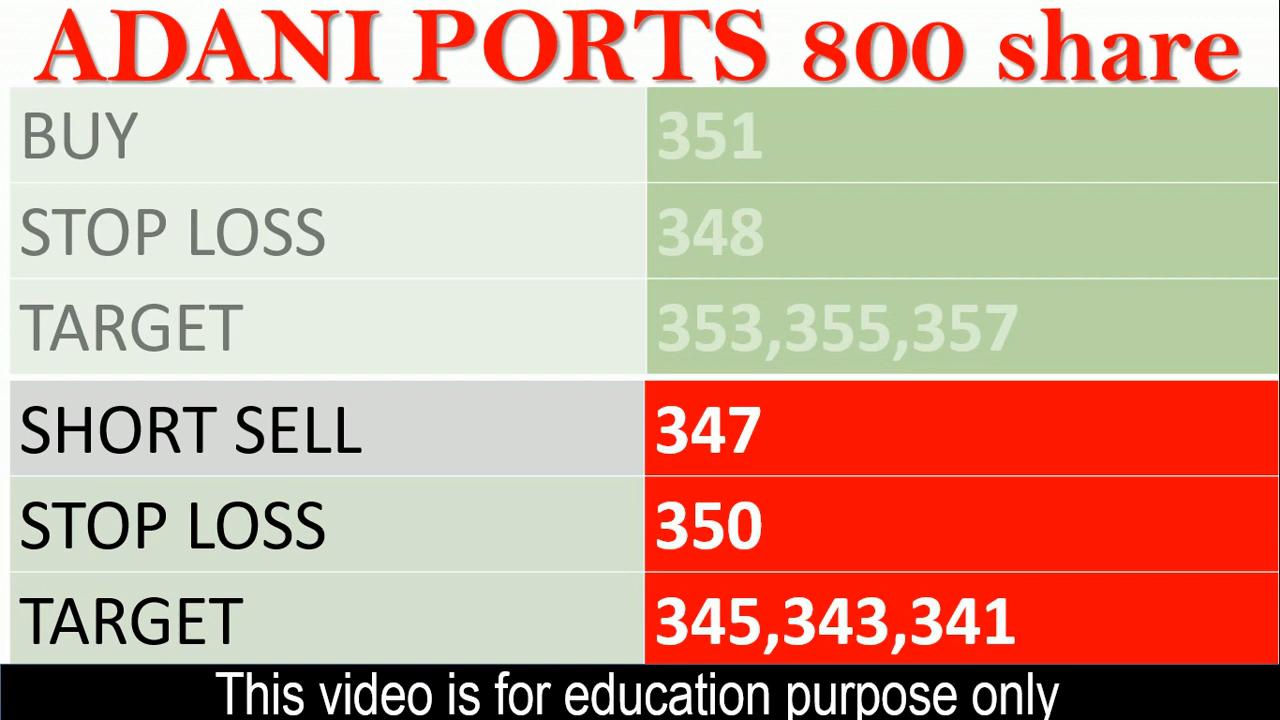 ADANI PORTS 800 share
BUY 351
STOP LOSS 348
TARGET 353,355,357
SHORT SELL 347
STOP LOSS 350
TARGET 345,343,341
This video is for education purpose only